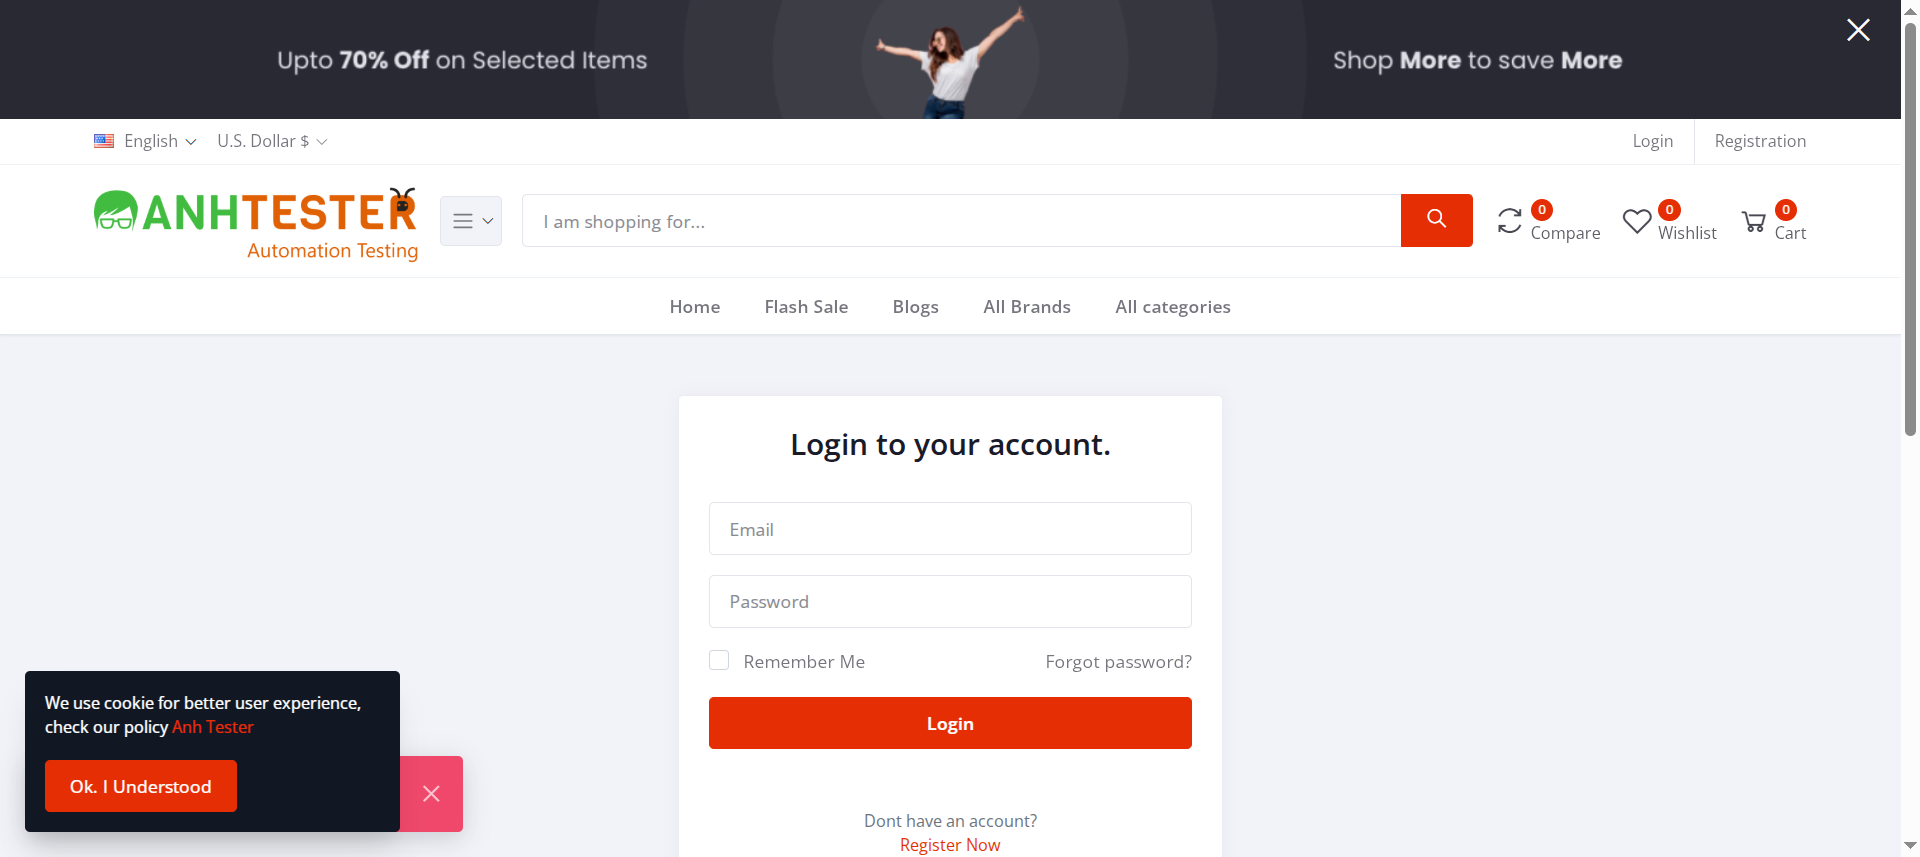 Upto 70% Off on Selected Items
Shop More to save More
English
U.S. Dollar $
Login
Registration
ANHTESTER
Automation Testing
I am shopping for...
0
Compare
0
Wishlist
0
Cart
Home
Flash Sale
Blogs
All Brands
All categories
Login to your account.
Email
Password
Remember Me
Forgot password?
Login
Dont have an account?
Register Now
We use cookie for better user experience,
check our policy Anh Tester
Ok. I Understood